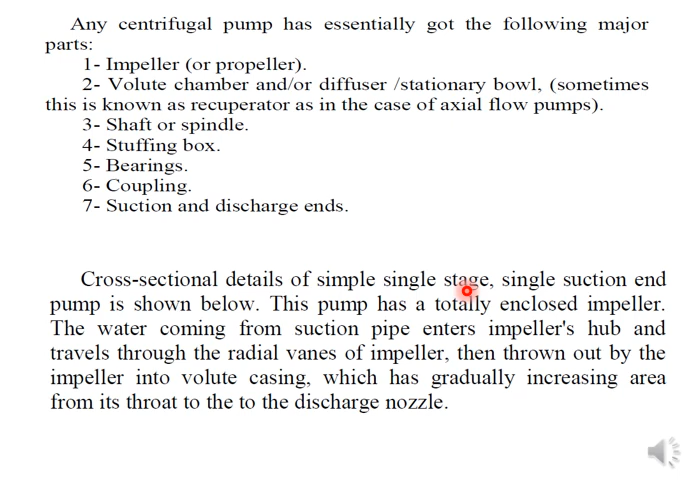 Any centrifugal pump has essentially got the following major
parts:
1- Impeller (or propeller).
2- Volute chamber and/or diffuser /stationary bowl, (sometimes
this is known as recuperator as in the case of axial flow pumps).
3- Shaft or spindle.
4- Stuffing box.
5- Bearings.
6- Coupling.
7- Suction and discharge ends.
Cross-sectional details of simple single stage, single suction end
pump is shown below. This pump has a totally enclosed impeller.
The water coming from suction pipe enters impeller's hub and
travels through the radial vanes of impeller, then thrown out by the
impeller into volute casing, which has gradually increasing area
from its throat to the to the discharge nozzle.